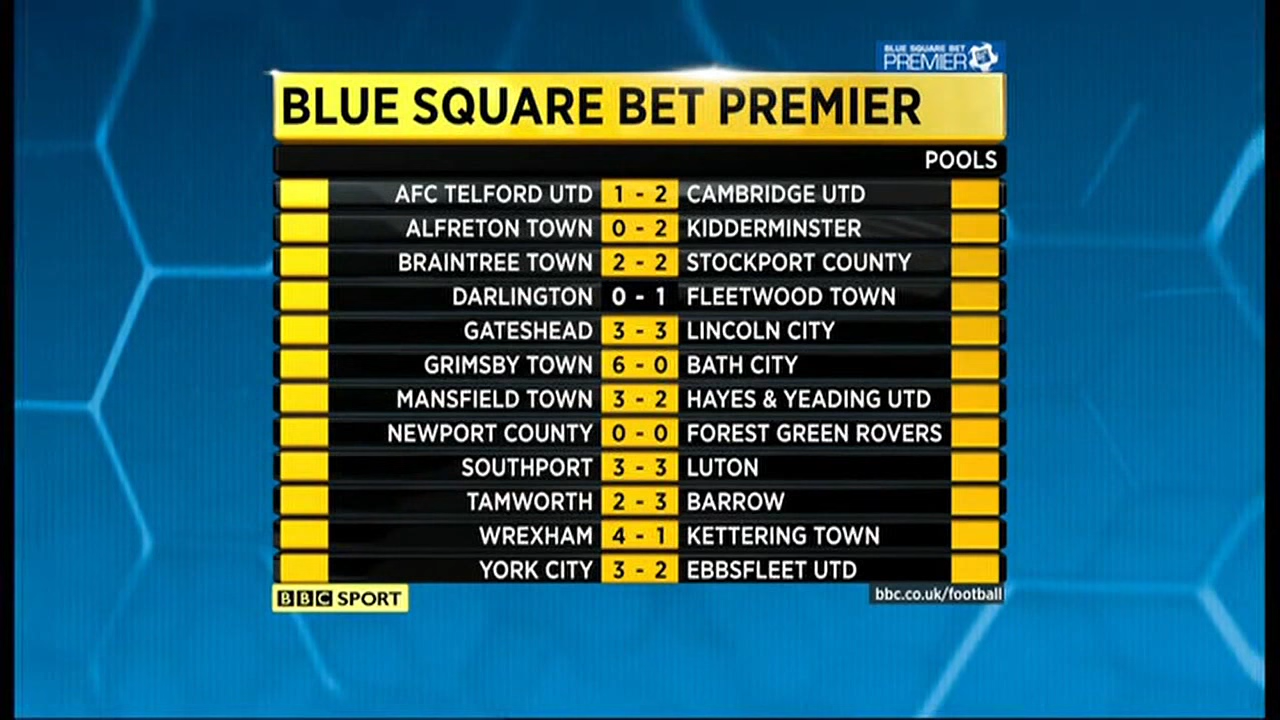 BLUE SQUARE BET
PREMIER
BLUE SQUARE BET PREMIER
POOLS
AFC TELFORD UTD 1 - 2 CAMBRIDGE UTD
ALFRETON TOWN 0 - 2 KIDDERMINSTER
BRAINTREE TOWN 2 - 2 STOCKPORT COUNTY
DARLINGTON 0 - 1 FLEETWOOD TOWN
GATESHEAD 3 - 3 LINCOLN CITY
GRIMSBY TOWN 6 - 0 BATH CITY
MANSFIELD TOWN 3 - 2 HAYES & YEADING UTD
NEWPORT COUNTY 0 - 0 FOREST GREEN ROVERS
SOUTHPORT 3 - 3 LUTON
TAMWORTH 2 - 3 BARROW
WREXHAM 4 - 1 KETTERING TOWN
YORK CITY 3 - 2 EBBSFLEET UTD
BBC SPORT bbc.co.uk/football